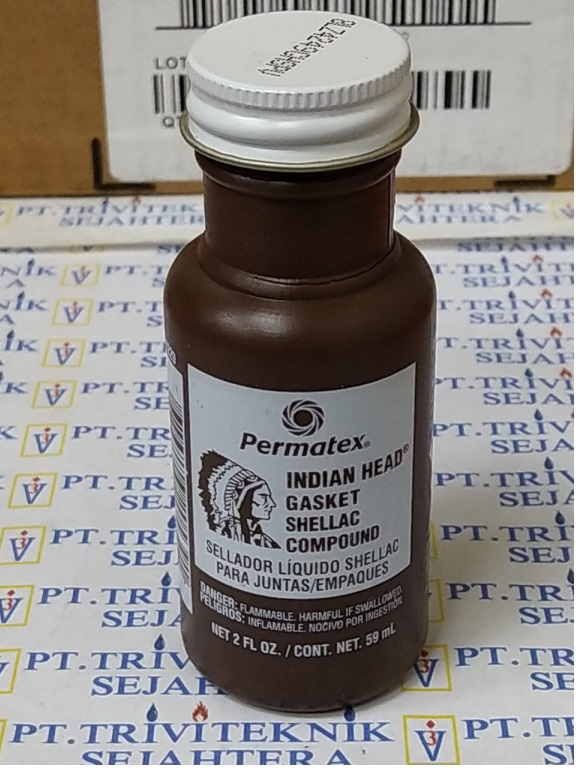 LOT
Permatex®
INDIAN HEAD®
GASKET
SHELLAC
COMPOUND
SELLADOR LÍQUIDO SHELLAC
PARA JUNTAS/EMPAQUES
DANGER: FLAMMABLE. HARMFUL IF SWALLOWED.
PELIGROS: INFLAMABLE. NOCIVO POR INGESTIÓN.
NET 2 FL OZ. / CONT. NET. 59 mL
PT.TRIVITEKNIK
SEJAHTERA